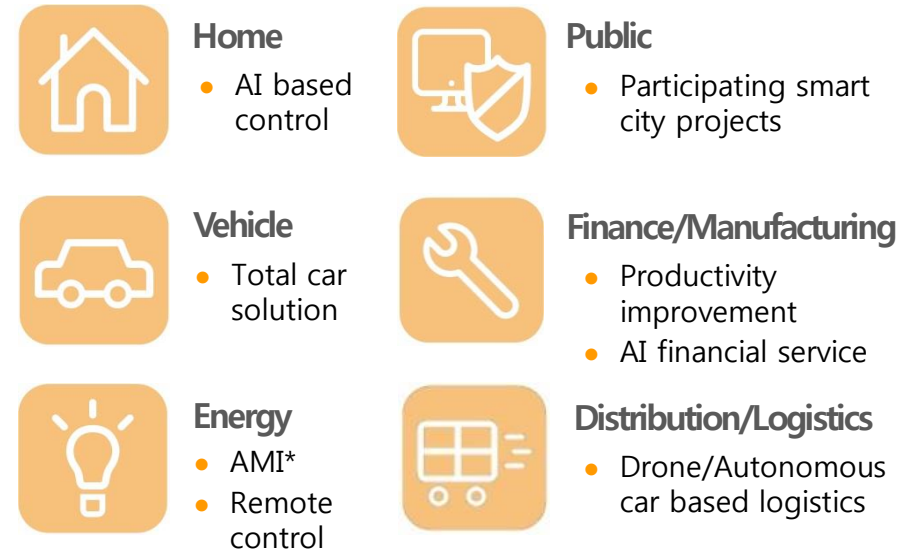 Home
● AI based
control
Public
● Participating smart
city projects
Vehicle
● Total car
solution
Finance/Manufacturing
● Productivity
improvement
● AI financial service
Energy
● AMI*
● Remote
control
Distribution/Logistics
● Drone/Autonomous
car based logistics